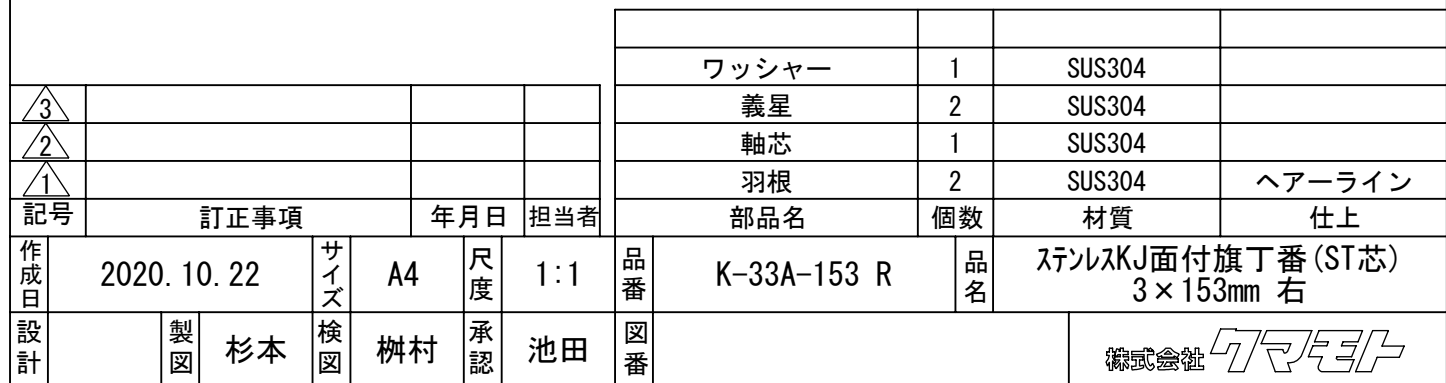 ワッシャー 1 SUS304
3 義星 2 SUS304
2 軸芯 1 SUS304
1 羽根 2 SUS304 ヘアーライン
記号 訂正事項 年月日 担当者 部品名 個数 材質 仕上
作成日 2020.10.22 サイズ A4 尺度 1:1 品番 K-33A-153 R 品名 ステンレスKJ面付旗丁番(ST芯)
3×153mm 右
設計 製図 杉本 検図 桝村 承認 池田 図番 株式会社クマモト